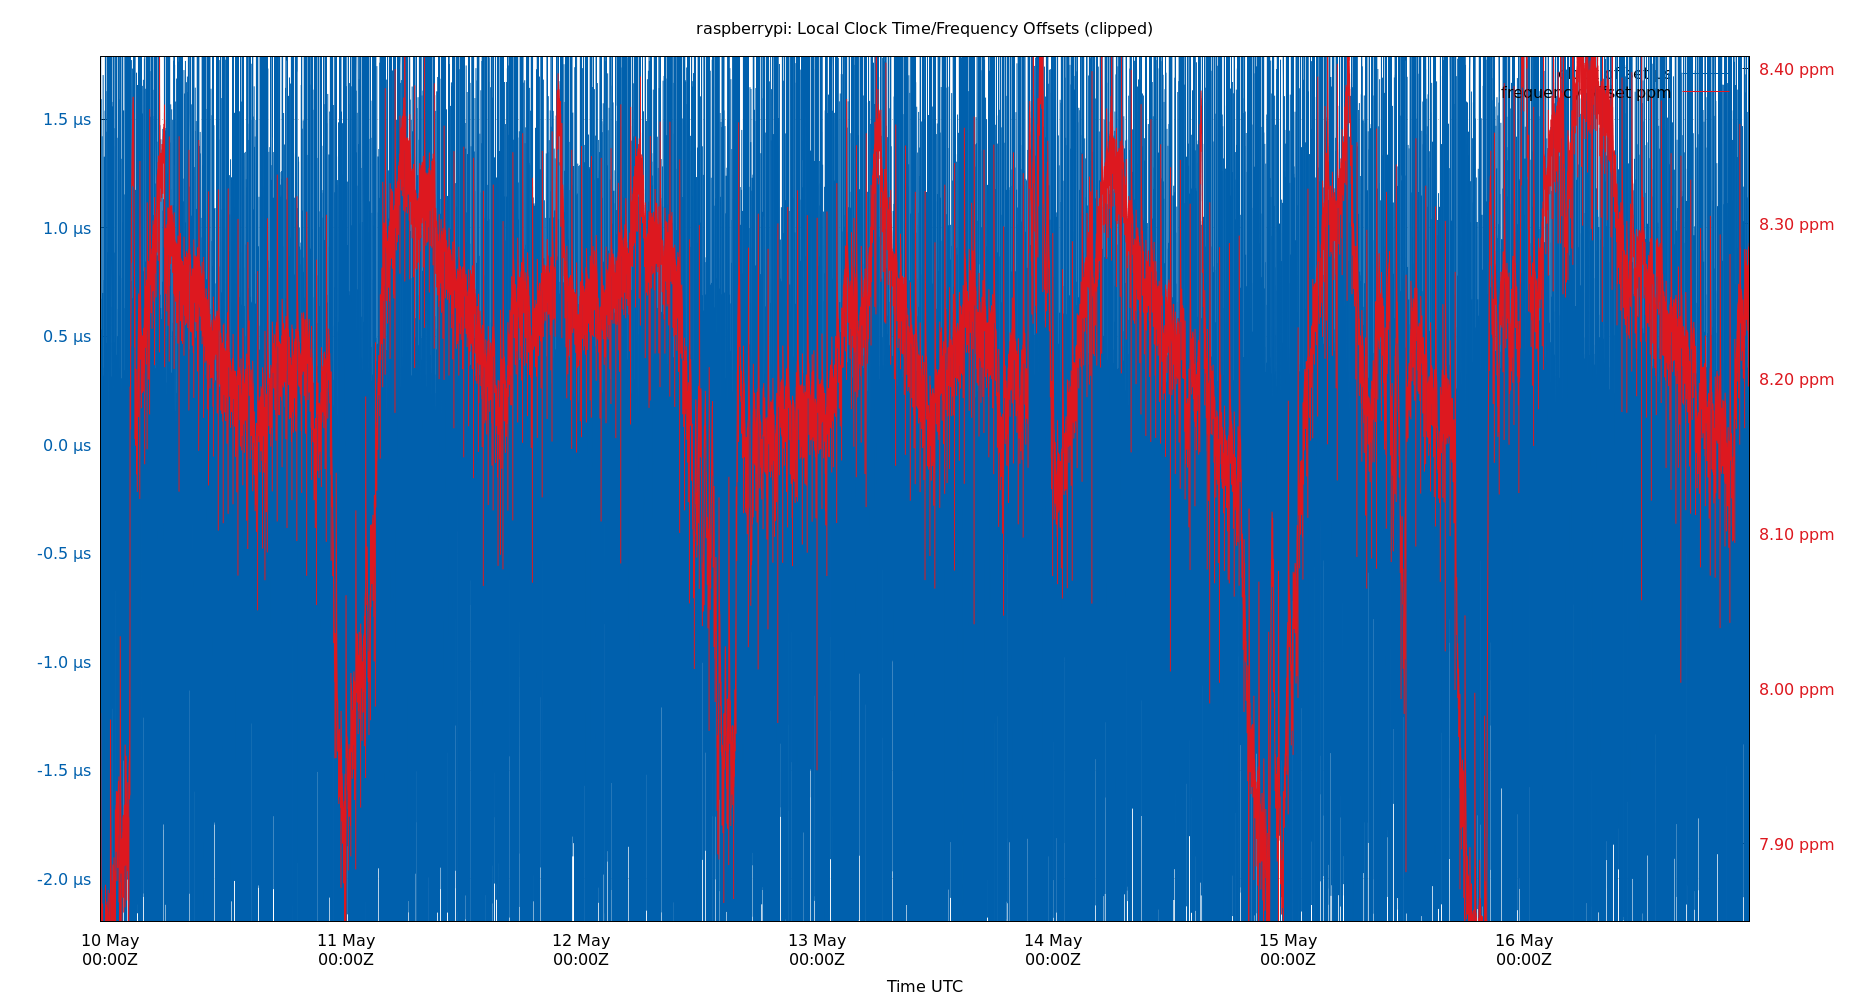 raspberrypi: Local Clock Time/Frequency Offsets (clipped)
frequency offset ppm
1.5 µs
1.0 µs
0.5 µs
0.0 µs
-0.5 µs
-1.0 µs
-1.5 µs
-2.0 µs
8.40 ppm
8.30 ppm
8.20 ppm
8.10 ppm
8.00 ppm
7.90 ppm
10 May 11 May 12 May 13 May 14 May 15 May 16 May
00:00Z 00:00Z 00:00Z 00:00Z 00:00Z 00:00Z 00:00Z
Time UTC